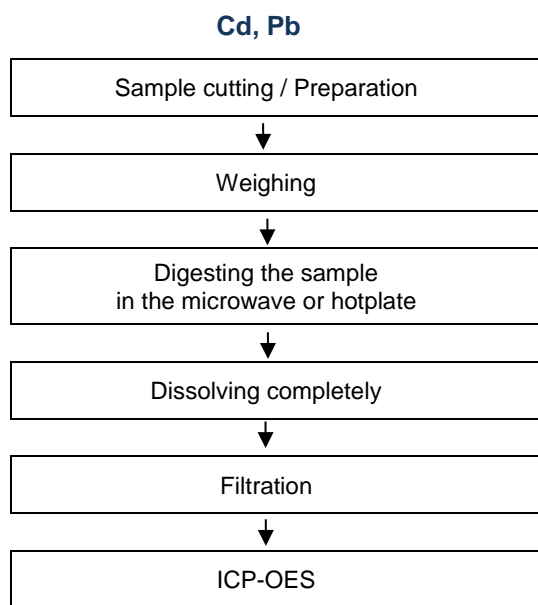 Cd, Pb
Sample cutting / Preparation
Weighing
Digesting the sample
in the microwave or hotplate
Dissolving completely
Filtration
ICP-OES